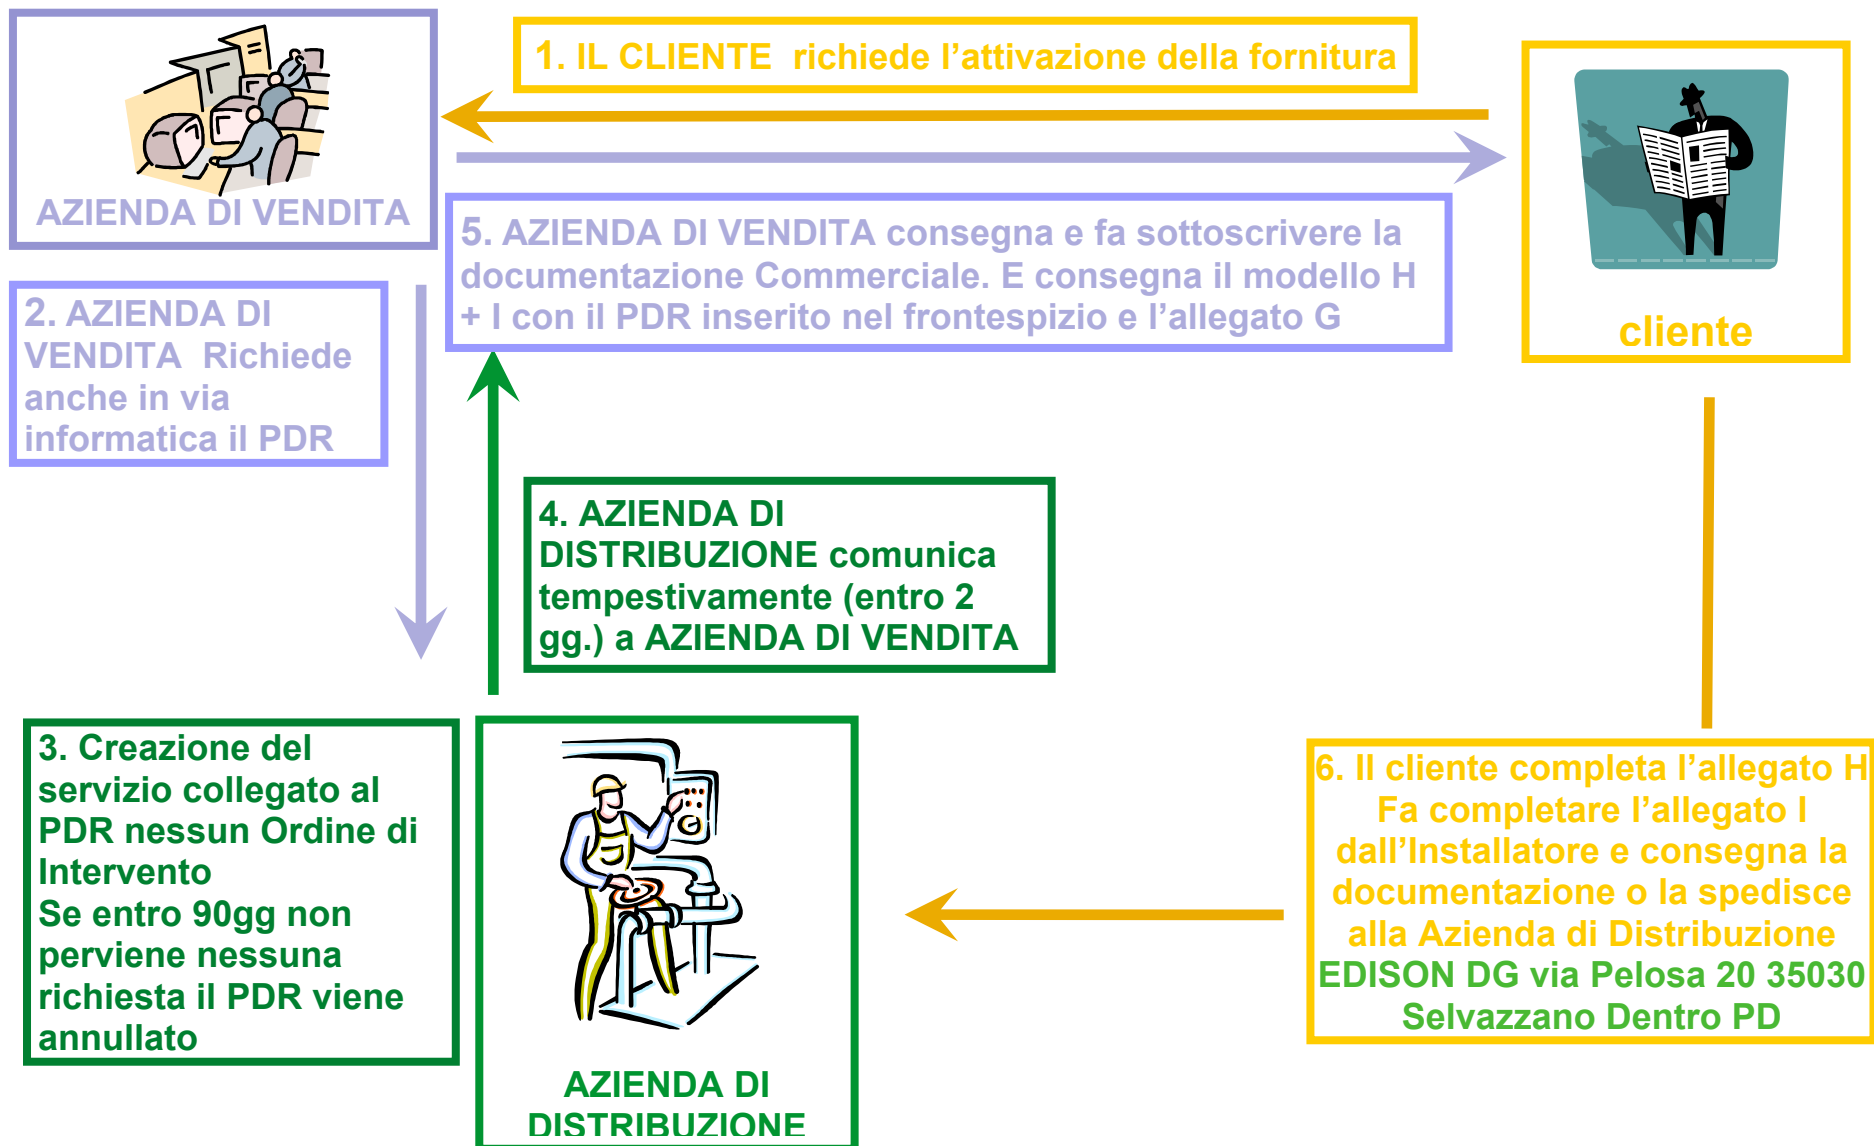 1. IL CLIENTE richiede l’attivazione della fornitura
AZIENDA DI VENDITA
5. AZIENDA DI VENDITA consegna e fa sottoscrivere la
documentazione Commerciale. E consegna il modello H
+ I con il PDR inserito nel frontespizio e l’allegato G
cliente
2. AZIENDA DI
VENDITA Richiede
anche in via
informatica il PDR
4. AZIENDA DI
DISTRIBUZIONE comunica
tempestivamente (entro 2
gg.) a AZIENDA DI VENDITA
3. Creazione del
servizio collegato al
PDR nessun Ordine di
Intervento
Se entro 90gg non
perviene nessuna
richiesta il PDR viene
annullato
AZIENDA DI
DISTRIBUZIONE
6. Il cliente completa l’allegato H
Fa completare l’allegato I
dall’Installatore e consegna la
documentazione o la spedisce
alla Azienda di Distribuzione
EDISON DG via Pelosa 20 35030
Selvazzano Dentro PD